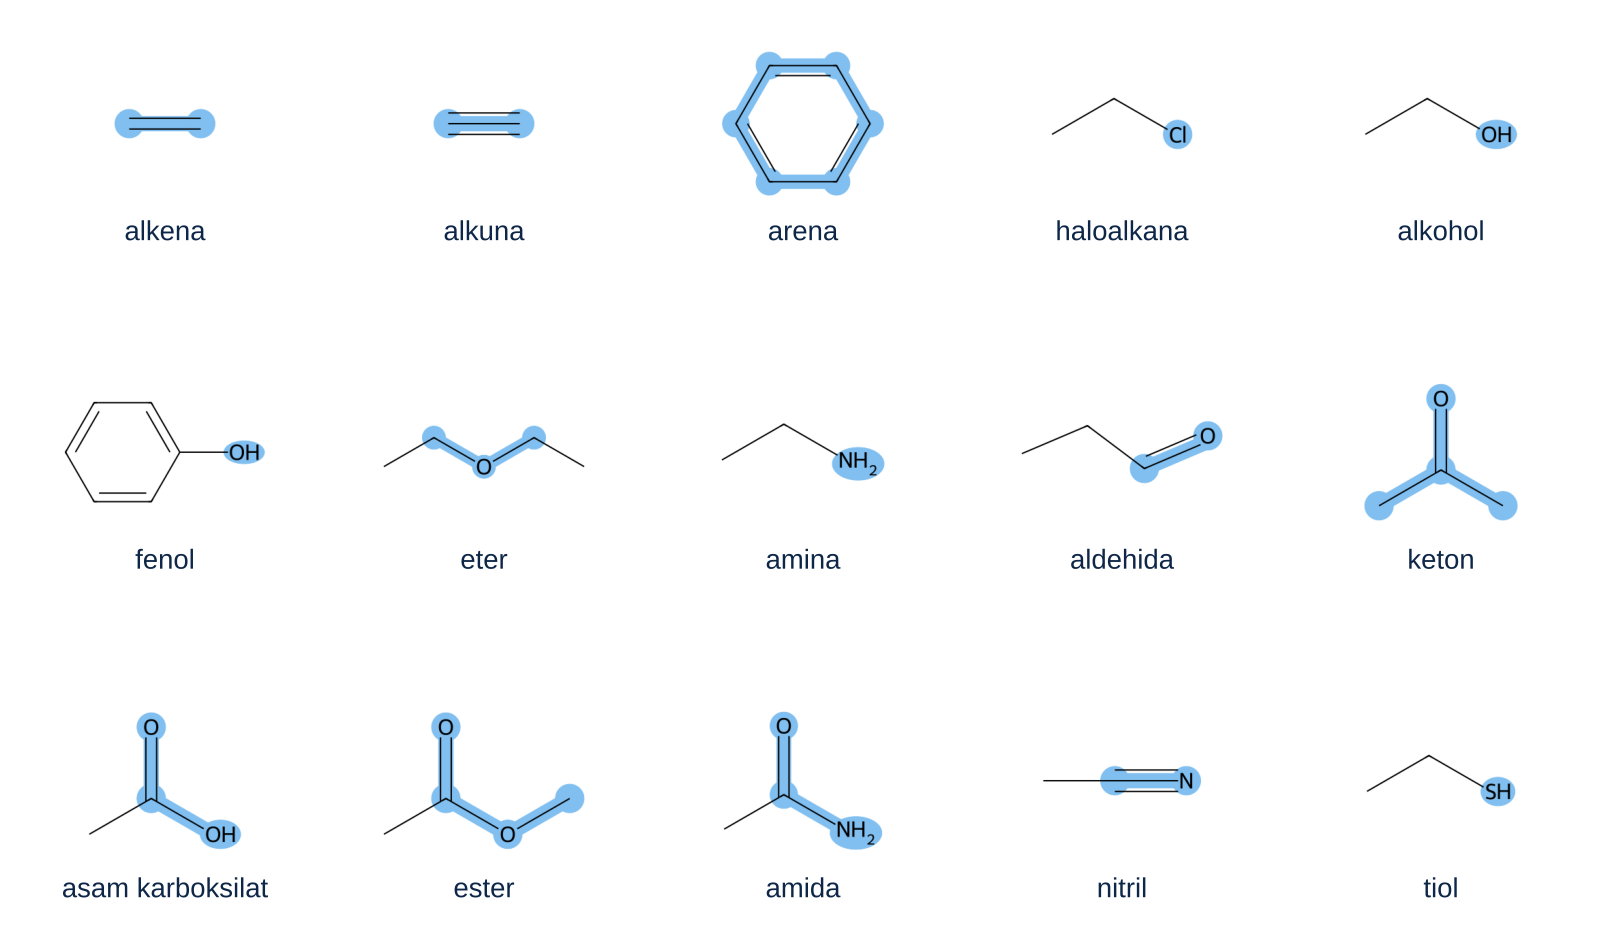 Cl
OH
alkena
alkuna
arena
haloalkana
alkohol
OH
O
NH2
O
O
fenol
eter
amina
aldehida
keton
O
OH
O
O
O
NH2
N
SH
asam karboksilat
ester
amida
nitril
tiol